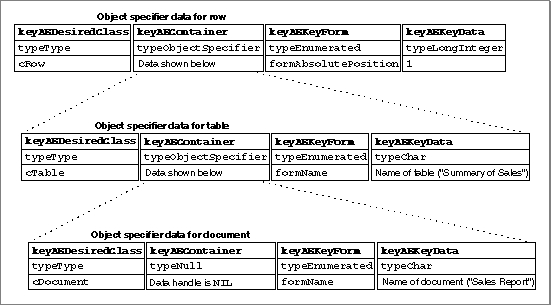 Object specifier data for row
keyAEDesiredClass keyAEContainer keyAEKeyForm keyAEKeyData
typeType typeObjectSpecifier typeEnumerated typeLongInteger
cRow Data shown below formAbsolutePosition 1
Object specifier data for table
keyAEDesiredClass keyAEContainer keyAEKeyForm keyAEKeyData
typeType typeObjectSpecifier typeEnumerated typeChar
cTable Data shown below formName Name of table ("Summary of Sales")
Object specifier data for document
keyAEDesiredClass keyAEContainer keyAEKeyForm keyAEKeyData
typeType typeNull typeEnumerated typeChar
cDocument Data handle is NIL formName Name of document ("Sales Report")